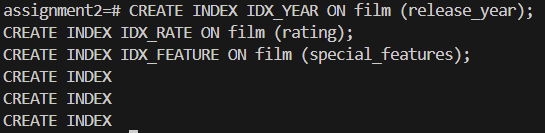 assignment2=# CREATE INDEX IDX_YEAR ON film (release_year);
CREATE INDEX IDX_RATE ON film (rating);
CREATE INDEX IDX_FEATURE ON film (special_features);
CREATE INDEX
CREATE INDEX
CREATE INDEX